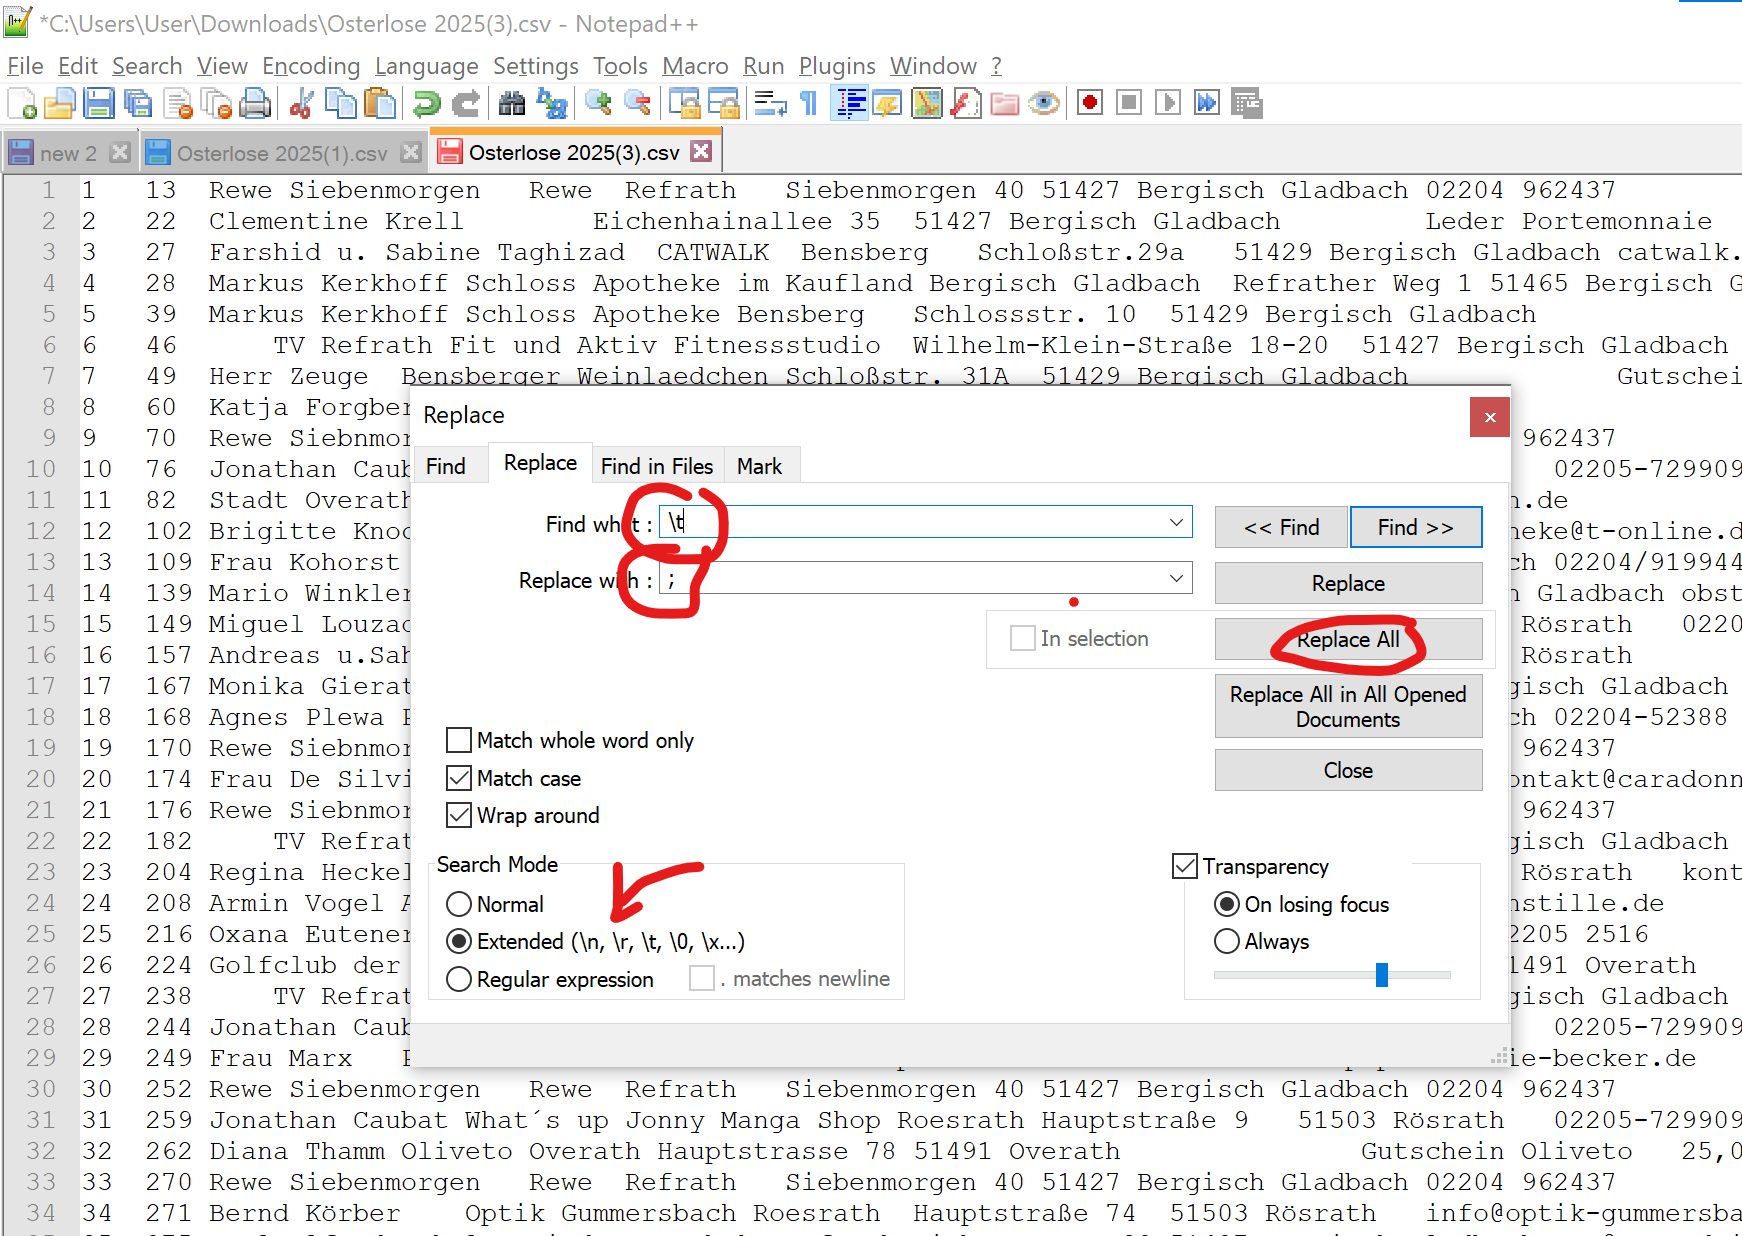 *C:\Users\User\Downloads\Osterlose 2025(3).csv - Notepad++
File Edit Search View Encoding Language Settings Tools Macro Run Plugins Window ?
new 2 Osterlose 2025(1).csv Osterlose 2025(3).csv
1 1 13 Rewe Siebenmorgen Rewe Refrath Siebenmorgen 40 51427 Bergisch Gladbach 02204 962437
2 2 22 Clementine Krell Eichenhainallee 35 51427 Bergisch Gladbach Leder Portemonnaie
3 3 27 Farshid u. Sabine Taghizad CATWALK Bensberg Schloßstr.29a 51429 Bergisch Gladbach catwalk.
4 4 28 Markus Kerkhoff Schloss Apotheke im Kaufland Bergisch Gladbach Refrather Weg 1 51465 Bergisch G
5 5 39 Markus Kerkhoff Schloss Apotheke Bensberg Schlossstr. 10 51429 Bergisch Gladbach
6 6 46 TV Refrath Fit und Aktiv Fitnessstudio Wilhelm-Klein-Straße 18-20 51427 Bergisch Gladbach
7 7 49 Herr Zeuge Bensberger Weinlaedchen Schloßstr. 31A 51429 Bergisch Gladbach Gutschei
8 8 60 Katja Forgber
9 9 70 Rewe Siebnmor 962437
10 10 76 Jonathan Caub 02205-729909
11 11 82 Stadt Overath n.de
12 12 102 Brigitte Knoc heke@t-online.d
13 13 109 Frau Kohorst ch 02204/919944
14 14 139 Mario Winkler n Gladbach obst
15 15 149 Miguel Louzac Rösrath 0220
16 16 157 Andreas u.Sah Rösrath
17 17 167 Monika Gierat gisch Gladbach
18 18 168 Agnes Plewa ch 02204-52388
19 19 170 Rewe Siebnmor 962437
20 20 174 Frau De Silvi ontakt@caradonn
21 21 176 Rewe Siebnmor 962437
22 22 182 TV Refrat gisch Gladbach
23 23 204 Regina Heckel Rösrath kont
24 24 208 Armin Vogel nstille.de
25 25 216 Oxana Eutener 2205 2516
26 26 224 Golfclub der 1491 Overath
27 27 238 TV Refrat gisch Gladbach
28 28 244 Jonathan Caub 02205-729909
29 29 249 Frau Marx ie-becker.de
30 30 252 Rewe Siebenmorgen Rewe Refrath Siebenmorgen 40 51427 Bergisch Gladbach 02204 962437
31 31 259 Jonathan Caubat What´s up Jonny Manga Shop Roesrath Hauptstraße 9 51503 Rösrath 02205-729909
32 32 262 Diana Thamm Oliveto Overath Hauptstrasse 78 51491 Overath Gutschein Oliveto 25,0
33 33 270 Rewe Siebenmorgen Rewe Refrath Siebenmorgen 40 51427 Bergisch Gladbach 02204 962437
34 34 271 Bernd Körber Optik Gummersbach Roesrath Hauptstraße 74 51503 Rösrath info@optik-gummersba
Replace
Find Replace Find in Files Mark
Find what : \t
<< Find Find >>
Replace with : ;
Replace
In selection
Replace All
Replace All in All Opened
Documents
Close
Match whole word only
Match case
Wrap around
Search Mode
Normal
Extended (\n, \r, \t, \0, \x...)
Regular expression . matches newline
Transparency
On losing focus
Always